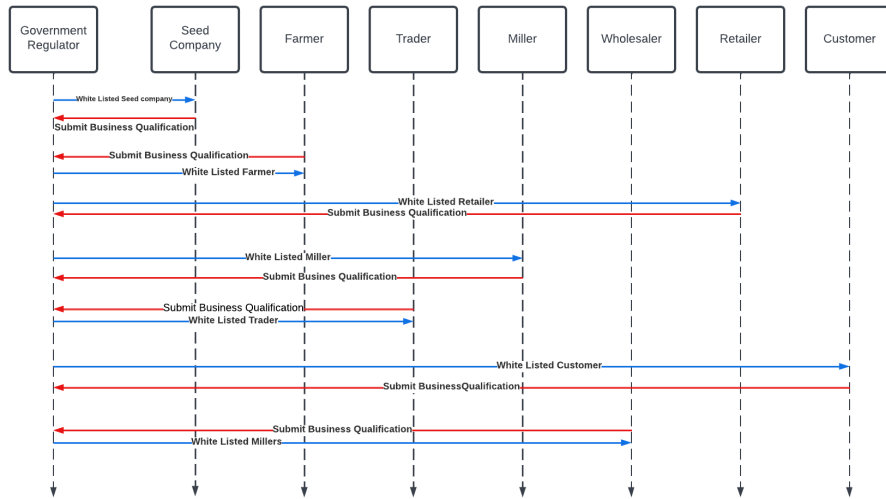 Government
Regulator
Seed
Company
Farmer
Trader
Miller
Wholesaler
Retailer
Customer
White Listed Seed company
Submit Business Qualification
Submit Business Qualification
White Listed Farmer
White Listed Retailer
Submit Business Qualification
White Listed Miller
Submit Busines Qualification
Submit Business Qualification
White Listed Trader
White Listed Customer
Submit BusinessQualification
Submit Business Qualification
White Listed Millers